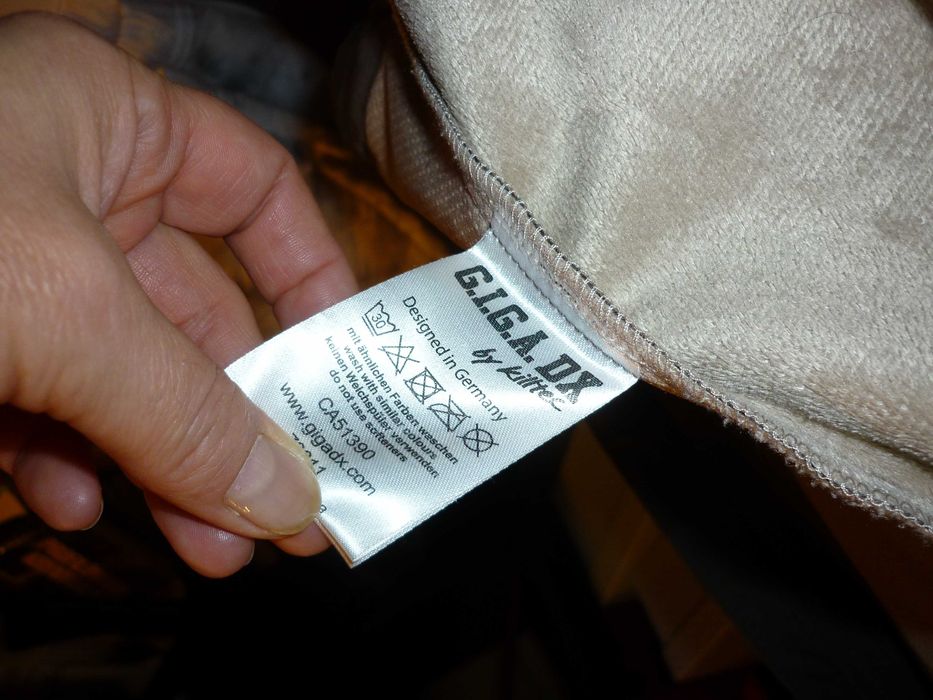 G.I.G.A. DX
by killtec
Designed in Germany
30
mit ähnlichen Farben waschen
wash with similar colours
keinen Weichspüler verwenden
do not use softeners
CA51390
www.gigadx.com